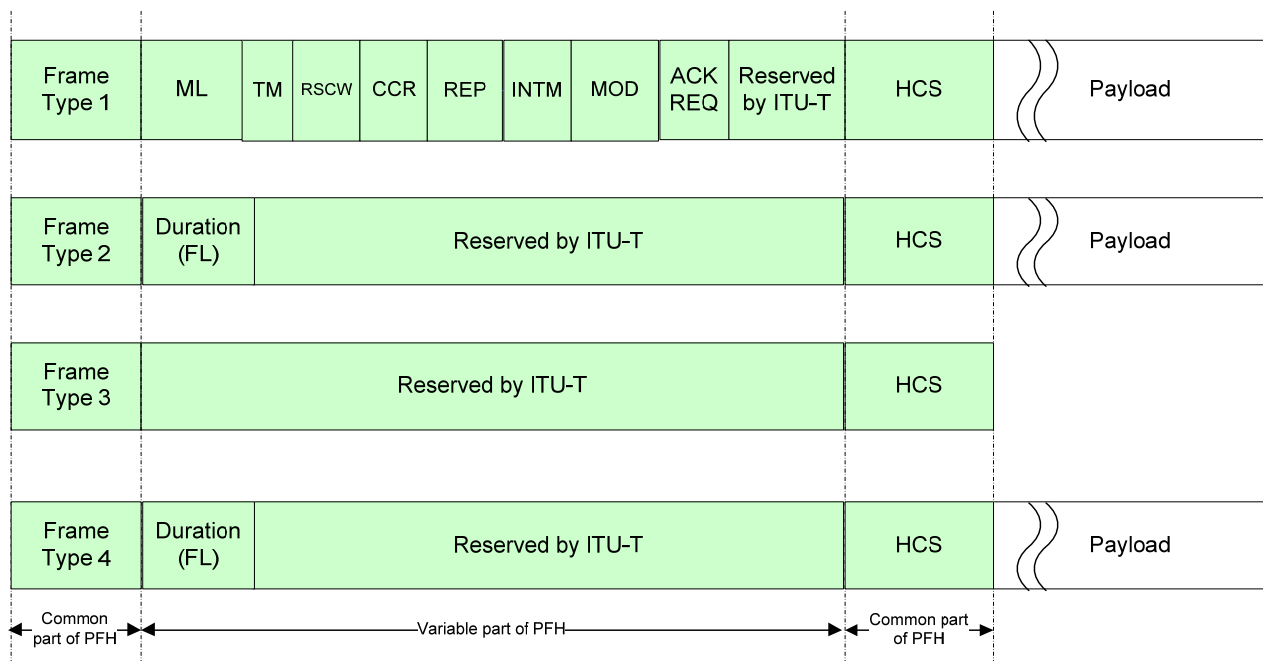 Frame
Type 1
ML
TM
RSCW
CCR
REP
INTM
MOD
ACK
REQ
Reserved
by ITU-T
HCS
Payload
Frame
Type 2
Duration
(FL)
Reserved by ITU-T
HCS
Payload
Frame
Type 3
Reserved by ITU-T
HCS
Frame
Type 4
Duration
(FL)
Reserved by ITU-T
HCS
Payload
Common
part of PFH
Variable part of PFH
Common part
of PFH